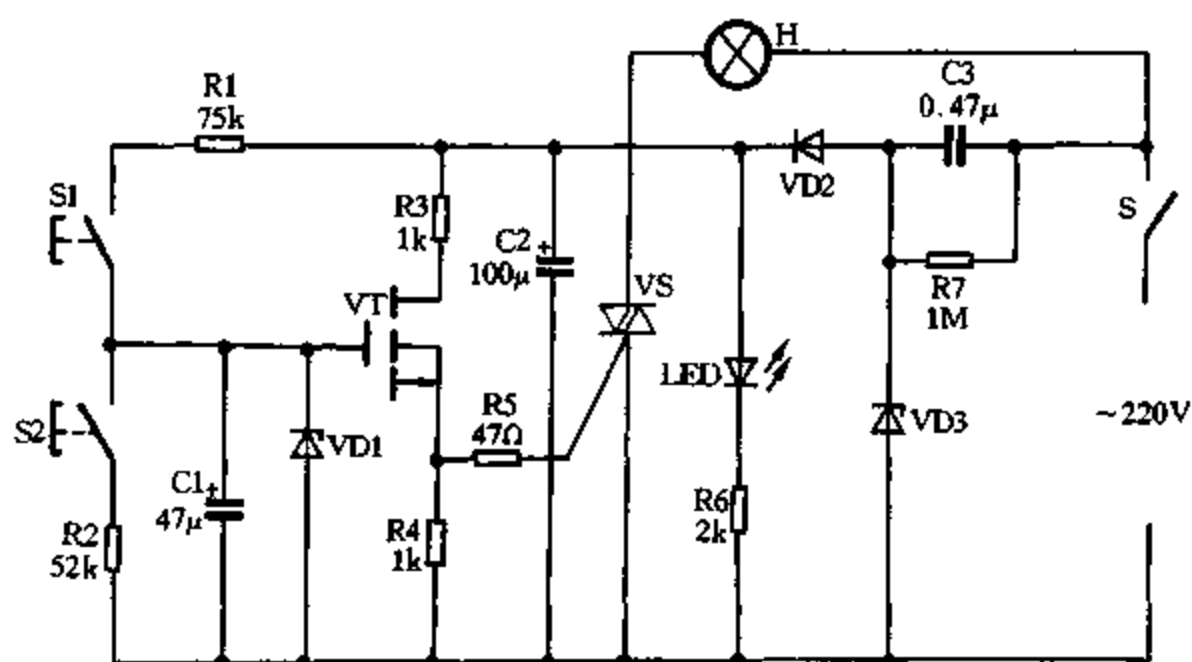 H
C3
0.47μ
R1
75k
VD2
S1
R3
1k
S
C2
+
100μ
R7
1M
VS
VT
LED
R5
47Ω
VD3
~220V
S2
VD1
C1
+
47μ
R6
2k
R2
52k
R4
1k